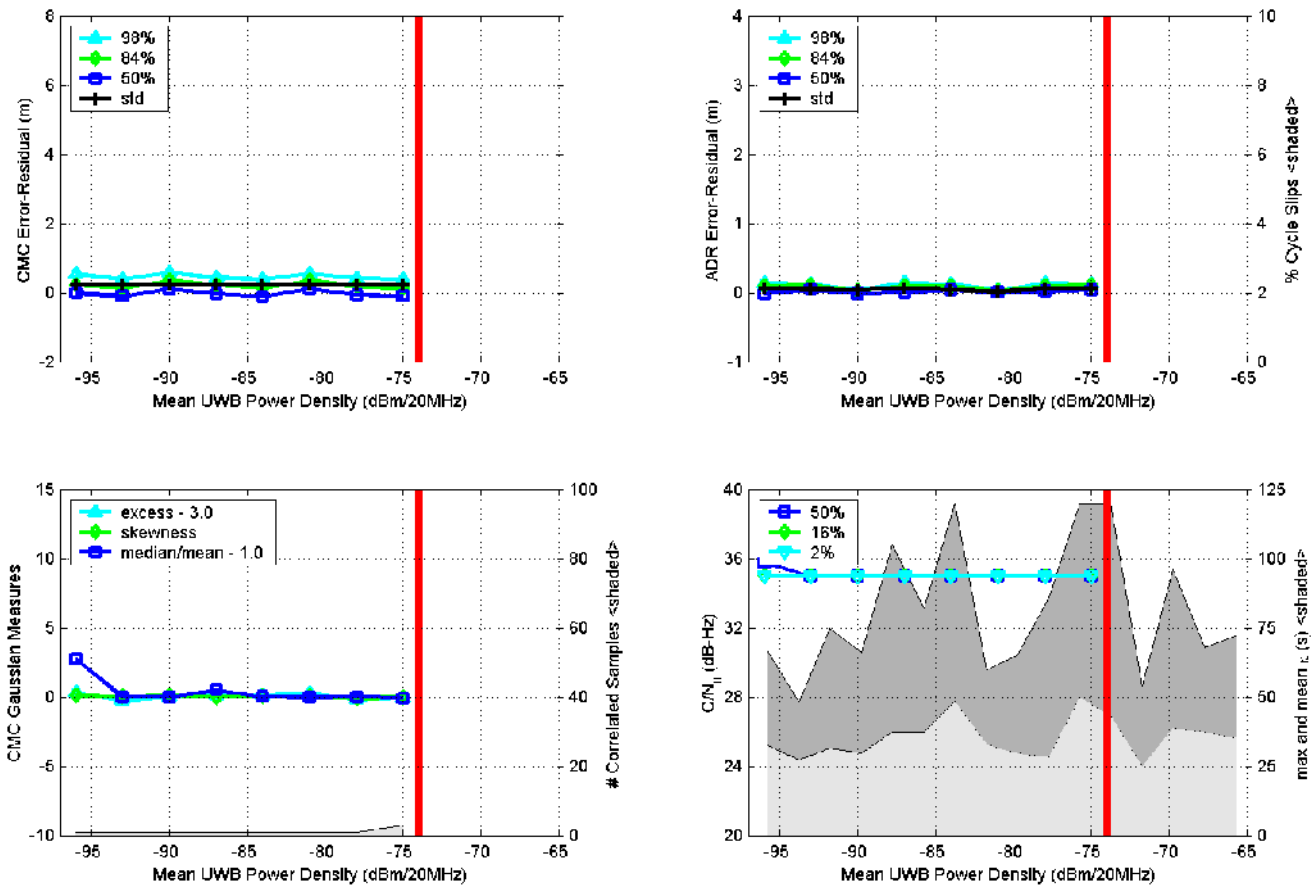 8
6
4
2
0
-2
CMC Error-Residual (m)
98%
84%
50%
std
-95 -90 -85 -80 -75 -70 -65
Mean UWB Power Density (dBm/20MHz)
4
3
2
1
0
-1
ADR Error-Residual (m)
98%
84%
50%
std
10
8
6
4
2
0
% Cycle Slips <shaded>
-95 -90 -85 -80 -75 -70 -65
Mean UWB Power Density (dBm/20MHz)
15
10
5
0
-5
-10
CMC Gaussian Measures
excess - 3.0
skewness
median/mean - 1.0
100
80
60
40
20
0
# Correlated Samples <shaded>
-95 -90 -85 -80 -75 -70 -65
Mean UWB Power Density (dBm/20MHz)
40
36
32
28
24
20
(dB-Hz)
50%
16%
2%
125
100
75
50
25
0
max and mean (s) <shaded>
-95 -90 -85 -80 -75 -70 -65
Mean UWB Power Density (dBm/20MHz)